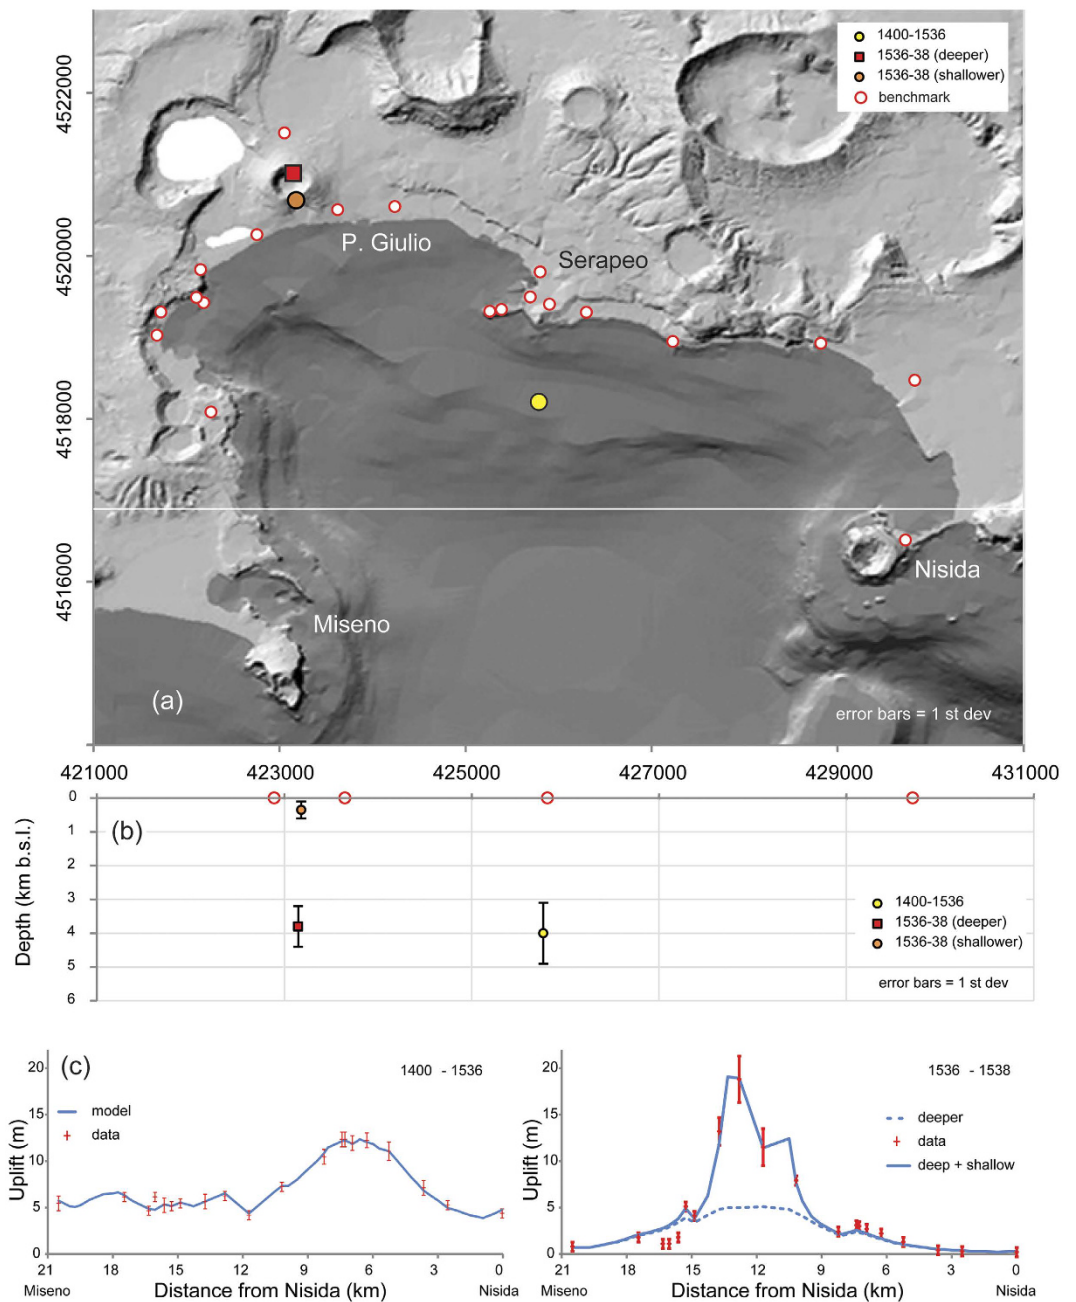 1400-1536
1536-38 (deeper)
1536-38 (shallower)
benchmark
4522000
4520000
4518000
4516000
P. Giulio
Serapeo
Nisida
Miseno
(a)
error bars = 1 st dev
421000 423000 425000 427000 429000 431000
(b)
Depth (km b.s.l.)
0
1
2
3
4
5
6
1400-1536
1536-38 (deeper)
1536-38 (shallower)
error bars = 1 st dev
(c)
1400 - 1536
model
data
Uplift (m)
20
15
10
5
0
21 18 15 12 9 6 3 0
Miseno Distance from Nisida (km) Nisida
1536 - 1538
deeper
data
deep + shallow
Uplift (m)
20
15
10
5
0
21 18 15 12 9 6 3 0
Miseno Distance from Nisida (km) Nisida